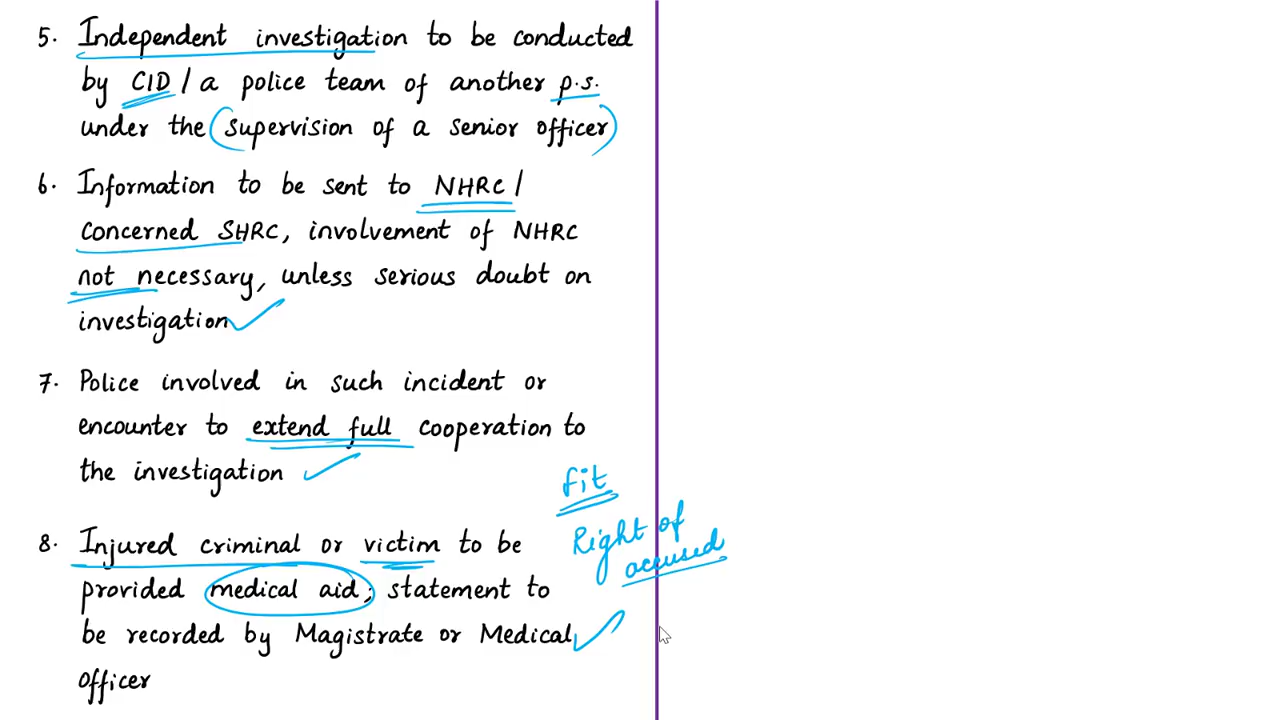 5. Independent investigation to be conducted
by CID / a police team of another p.s.
under the (supervision of a senior officer)
6. Information to be sent to NHRC /
concerned SHRC, involvement of NHRC
not necessary, unless serious doubt on
investigation
7. Police involved in such incident or
encounter to extend full cooperation to
the investigation
fit
Right of
accused
8. Injured criminal or victim to be
provided medical aid; statement to
be recorded by Magistrate or Medical
officer